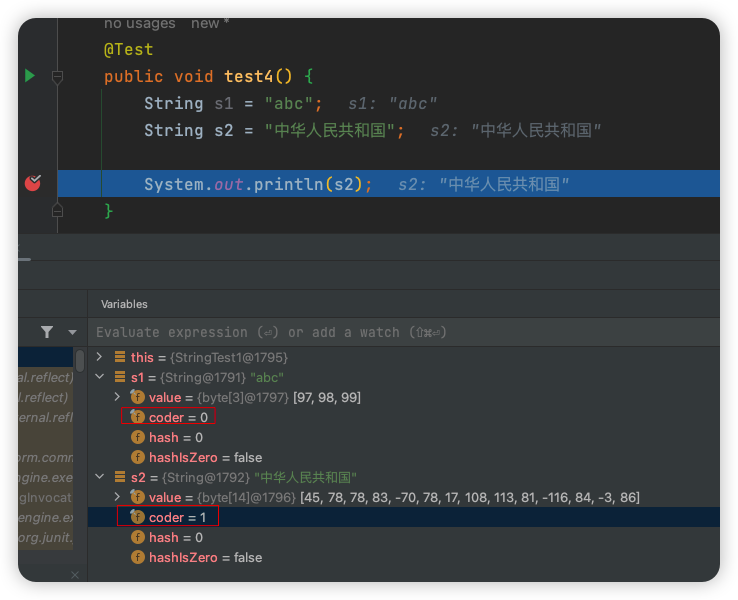 no usages new *
@Test
public void test4() {
String s1 = "abc"; s1: "abc"
String s2 = "中华人民共和国"; s2: "中华人民共和国"
System.out.println(s2); s2: "中华人民共和国"
}
Variables
Evaluate expression (⏎) or add a watch (⇧⌘⏎)
this = {StringTest1@1795}
al.reflect) s1 = {String@1791} "abc"
l.reflect) value = {byte[3]@1797} [97, 98, 99]
ternal.refl coder = 0
hash = 0
orm.comm hashIsZero = false
ngine.exe s2 = {String@1792} "中华人民共和国"
gInvocat value = {byte[14]@1796} [45, 78, 78, 83, -70, 78, 17, 108, 113, 81, -116, 84, -3, 86]
engine.ex coder = 1
org.junit. hash = 0
hashIsZero = false